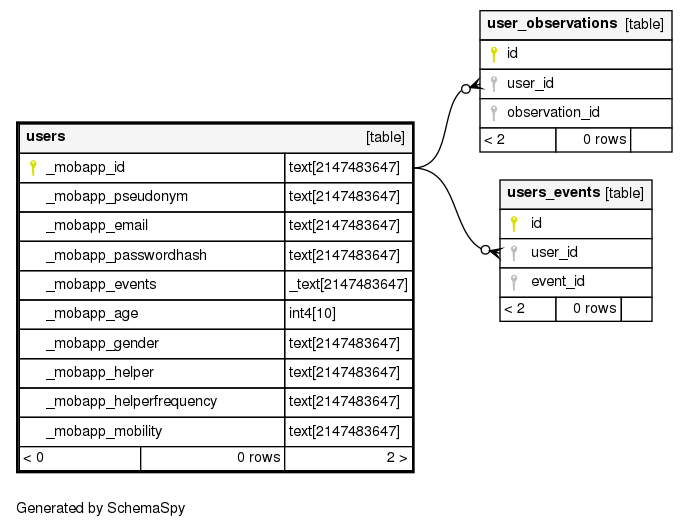 users [table]
_mobapp_id text[2147483647]
_mobapp_pseudonym text[2147483647]
_mobapp_email text[2147483647]
_mobapp_passwordhash text[2147483647]
_mobapp_events _text[2147483647]
_mobapp_age int4[10]
_mobapp_gender text[2147483647]
_mobapp_helper text[2147483647]
_mobapp_helperfrequency text[2147483647]
_mobapp_mobility text[2147483647]
< 0 0 rows 2 >
user_observations [table]
id
user_id
observation_id
< 2 0 rows
users_events [table]
id
user_id
event_id
< 2 0 rows
Generated by SchemaSpy